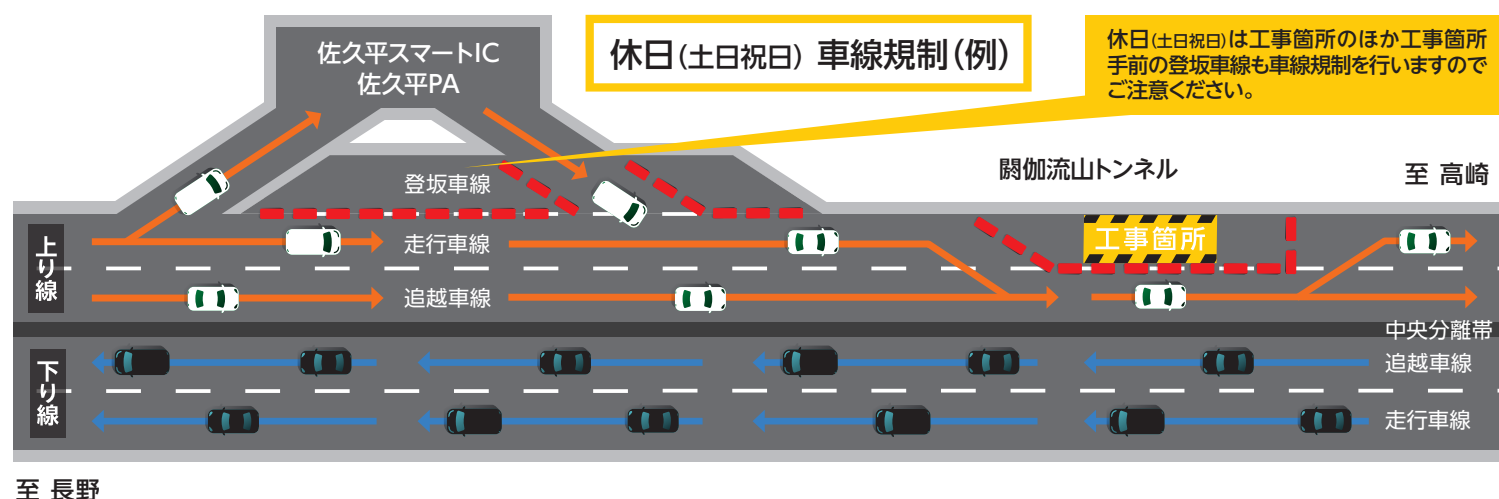 佐久平スマートIC
佐久平PA
休日(土日祝日) 車線規制(例)
休日(土日祝日)は工事箇所のほか工事箇所
手前の登坂車線も車線規制を行いますので
ご注意ください。
閼伽流山トンネル
至 高崎
登坂車線
上り線
走行車線
工事箇所
追越車線
中央分離帯
下り線
追越車線
走行車線
至 長野